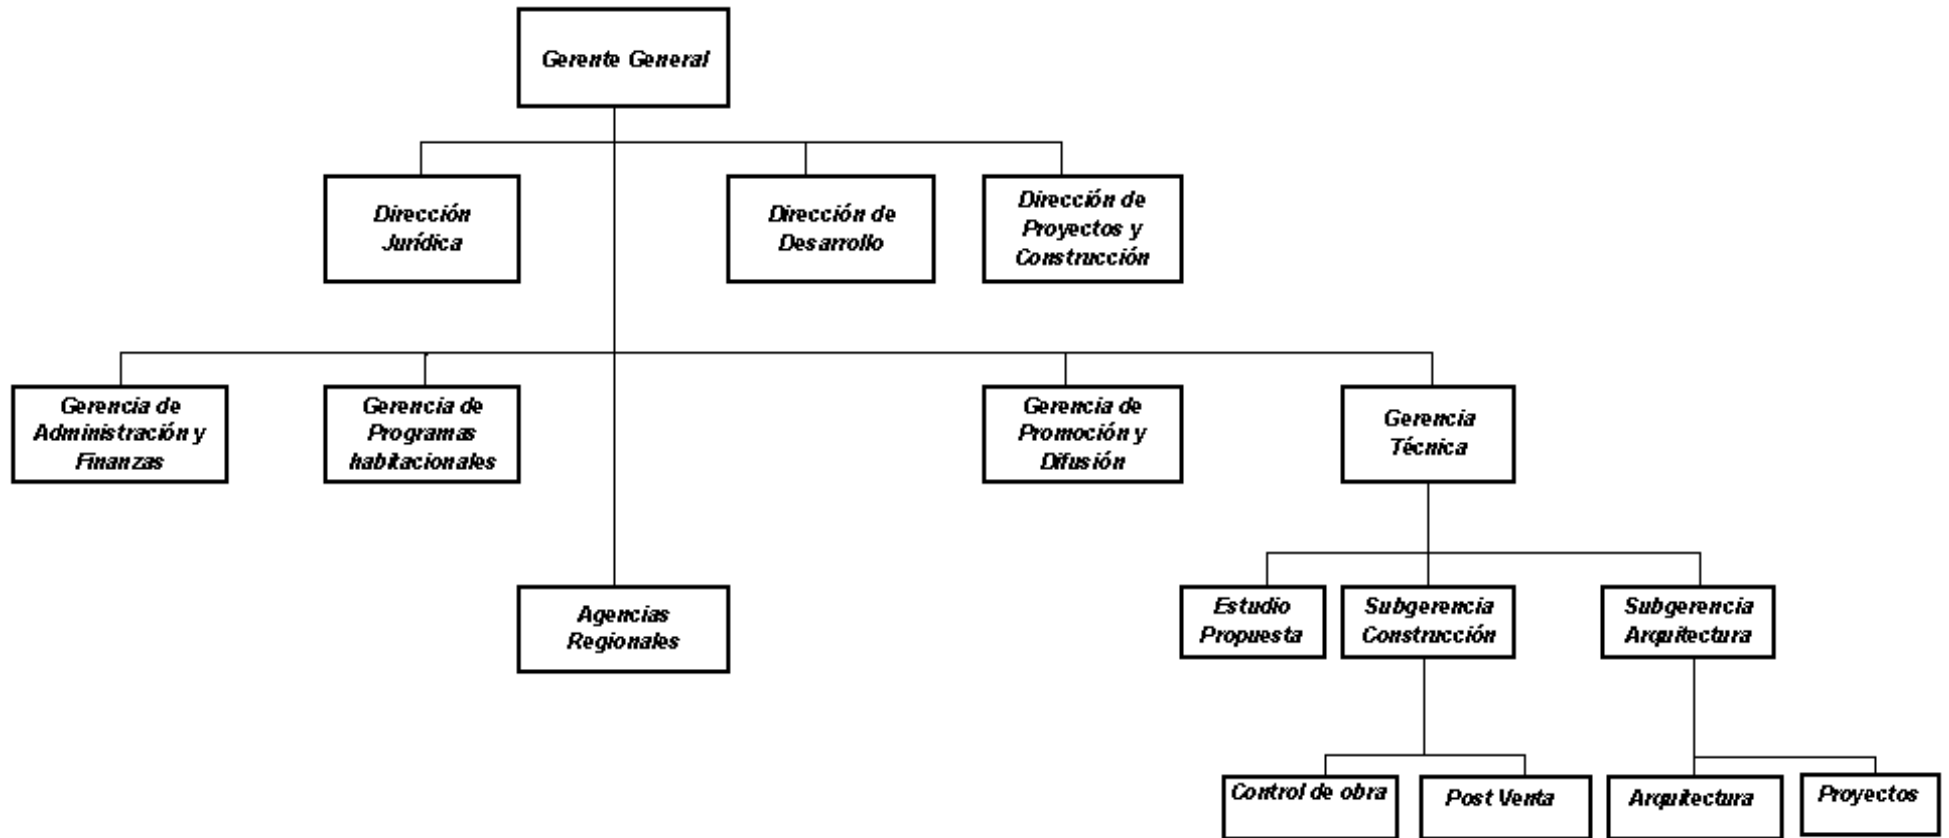 Gerente General
Dirección
Jurídica
Dirección de
Desarrollo
Dirección de
Proyectos y
Construcción
Gerencia de
Administración y
Finanzas
Gerencia de
Programas
habitacionales
Gerencia de
Promoción y
Difusión
Gerencia
Técnica
Agencias
Regionales
Estudio
Propuesta
Subgerencia
Construcción
Subgerencia
Arquitectura
Control de obra
Post Venta
Arquitectura
Proyectos